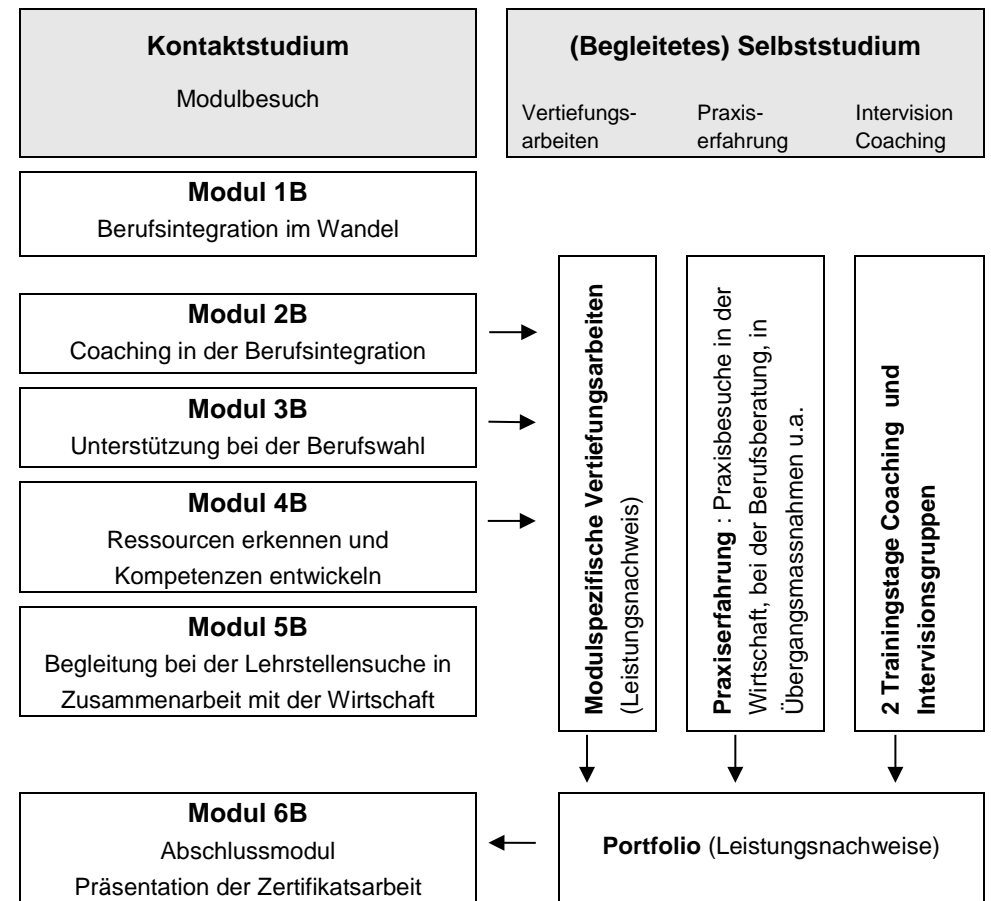 Kontaktstudium
Modulbesuch
(Begleitetes) Selbststudium
Vertiefungs-
arbeiten
Praxis-
erfahrung
Intervision
Coaching
Modul 1B
Berufsintegration im Wandel
Modul 2B
Coaching in der Berufsintegration
Modul 3B
Unterstützung bei der Berufswahl
Modul 4B
Ressourcen erkennen und
Kompetenzen entwickeln
Modul 5B
Begleitung bei der Lehrstellensuche in
Zusammenarbeit mit der Wirtschaft
Modulspezifische Vertiefungsarbeiten
(Leistungsnachweis)
Praxiserfahrung : Praxisbesuche in der
Wirtschaft, bei der Berufsberatung, in
Übergangsmassnahmen u.a.
2 Trainingstage Coaching und
Intervisionsgruppen
Modul 6B
Abschlussmodul
Präsentation der Zertifikatsarbeit
Portfolio (Leistungsnachweise)